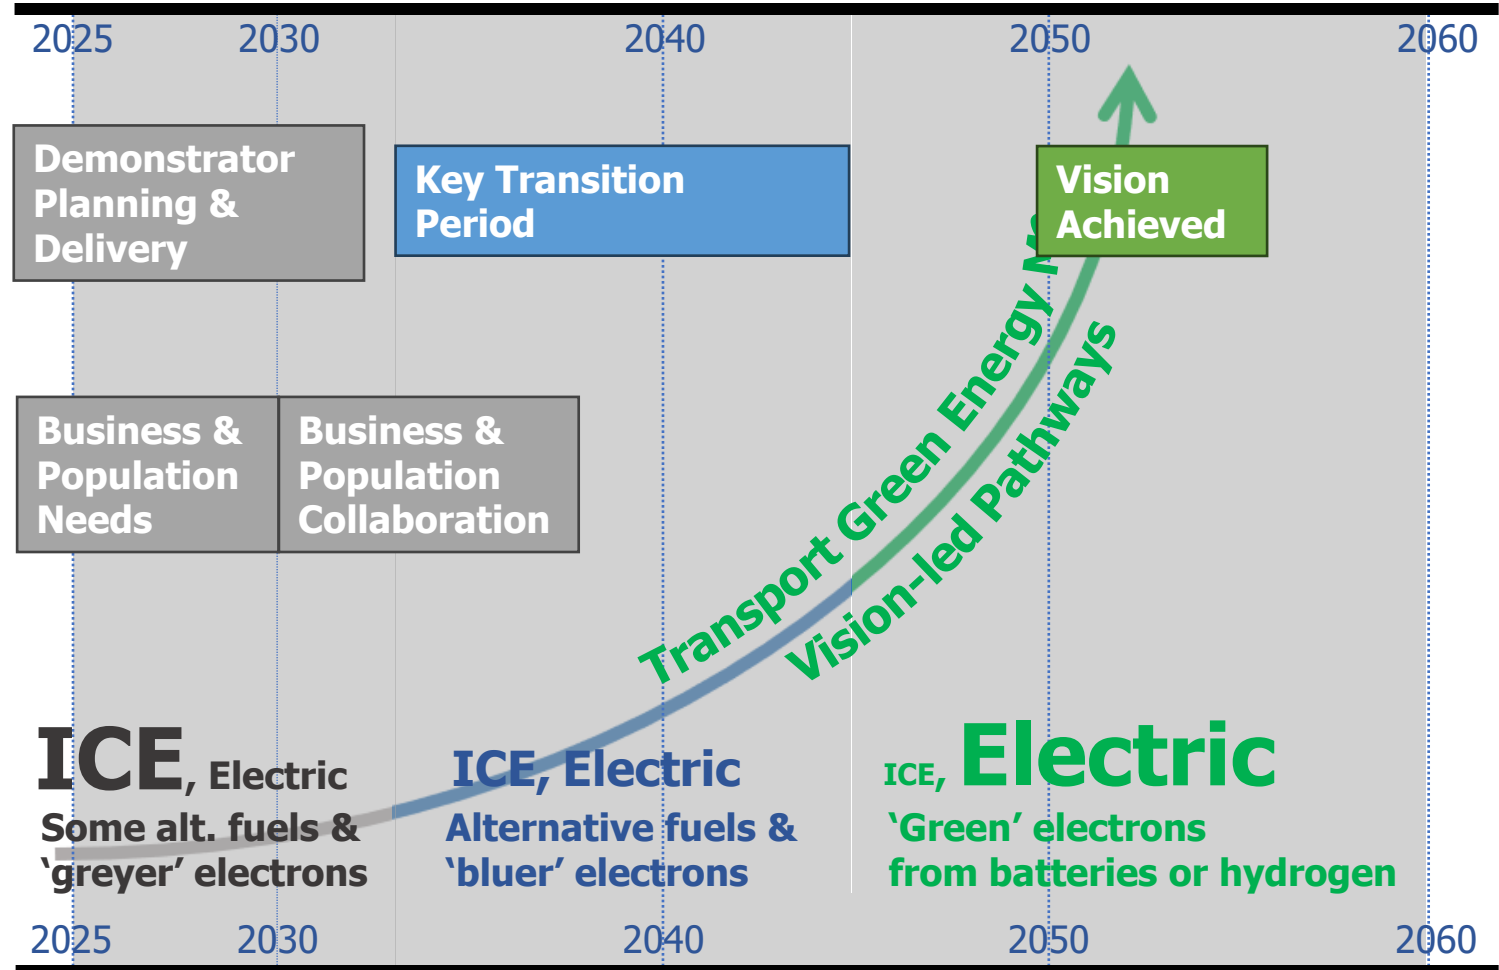 2025 2030 2040 2050 2060
Demonstrator
Planning &
Delivery
Key Transition
Period
Vision
Achieved
Business &
Population
Needs
Business &
Population
Collaboration
Transport Green Energy
Vision-led Pathways
ICE, Electric
Some alt. fuels &
‘greyer’ electrons
ICE, Electric
Alternative fuels &
‘bluer’ electrons
ICE, Electric
‘Green’ electrons
from batteries or hydrogen
2025 2030 2040 2050 2060